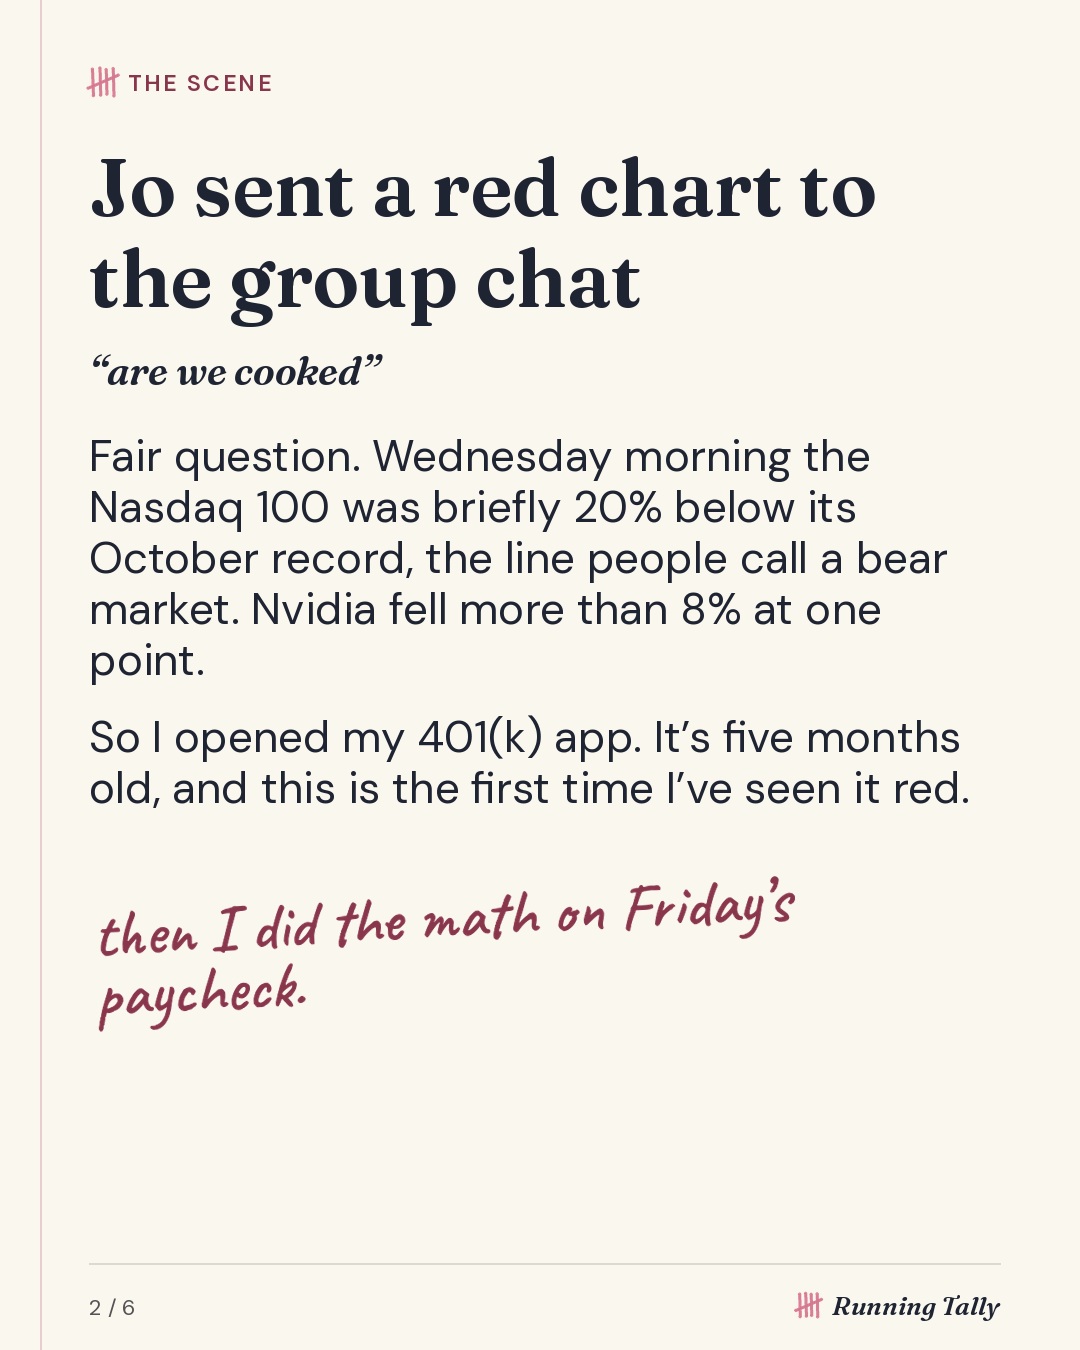 THE SCENE
Jo sent a red chart to
the group chat
“are we cooked”
Fair question. Wednesday morning the
Nasdaq 100 was briefly 20% below its
October record, the line people call a bear
market. Nvidia fell more than 8% at one
point.
So I opened my 401(k) app. It’s five months
old, and this is the first time I’ve seen it red.
then I did the math on Friday’s
paycheck.
2 / 6
Running Tally